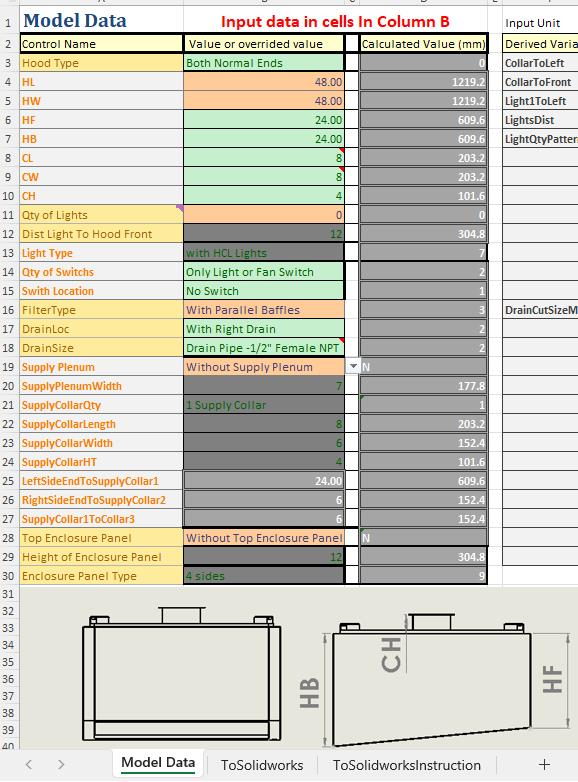 1 Model Data Input data in cells In Column B Input Unit
2 Control Name Value or overrided value Calculated Value (mm) Derived Varia
3 Hood Type Both Normal Ends 0 CollarToLeft
4 HL 48.00 1219.2 CollarToFront
5 HW 48.00 1219.2 Light1ToLeft
6 HF 24.00 609.6 LightsDist
7 HB 24.00 609.6 LightQtyPatter
8 CL 8 203.2
9 CW 8 203.2
10 CH 4 101.6
11 Qty of Lights 0 0
12 Dist Light To Hood Front 12 304.8
13 Light Type with HCL Lights 7
14 Qty of Switchs Only Light or Fan Switch 2
15 Swith Location No Switch 1
16 FilterType With Parallel Baffles 3 DrainCutSizeM
17 DrainLoc With Right Drain 2
18 DrainSize Drain Pipe -1/2" Female NPT 2
19 Supply Plenum Without Supply Plenum N
20 SupplyPlenumWidth 7 177.8
21 SupplyCollarQty 1 Supply Collar 1
22 SupplyCollarLength 8 203.2
23 SupplyCollarWidth 6 152.4
24 SupplyCollarHT 4 101.6
25 LeftSideEndToSupplyCollar1 24.00 609.6
26 RightSideEndToSupplyCollar2 6 152.4
27 SupplyCollar1ToCollar3 6 152.4
28 Top Enclosure Panel Without Top Enclosure Panel N
29 Height of Enclosure Panel 12 304.8
30 Enclosure Panel Type 4 sides 9
31
32
33
34
35
36
37
38
39
40
CH
HB
HF
Model Data ToSolidworks ToSolidworksInstruction